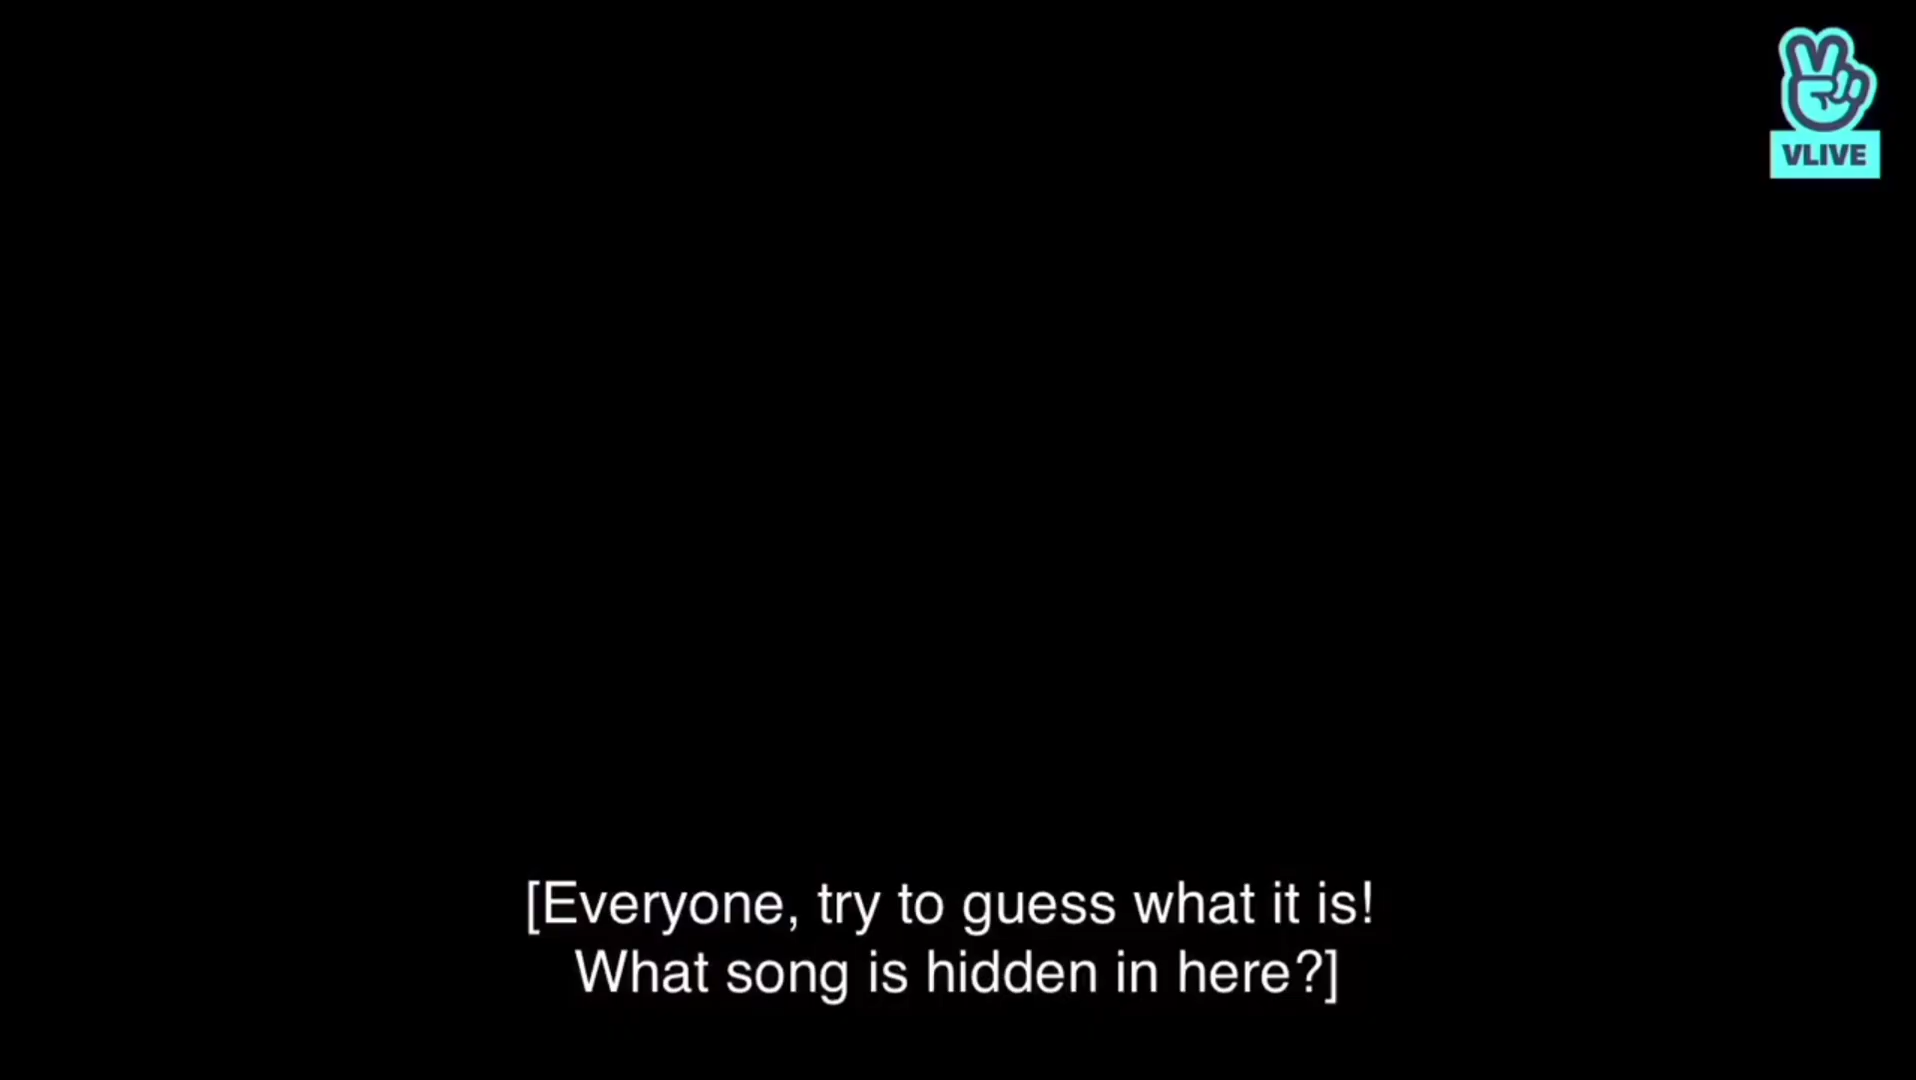 VLIVE
[Everyone, try to guess what it is!
What song is hidden in here?]